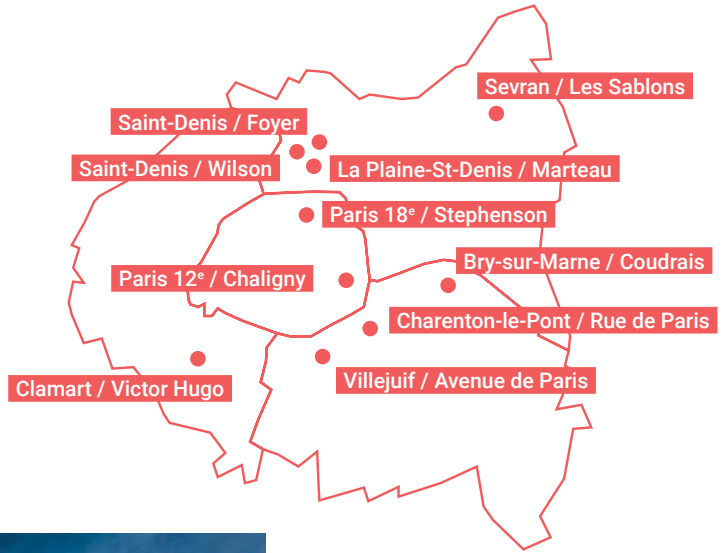 Sevran / Les Sablons
Saint-Denis / Foyer
Saint-Denis / Wilson
La Plaine-St-Denis / Marteau
Paris 18ᵉ / Stephenson
Bry-sur-Marne / Coudrais
Paris 12ᵉ / Chaligny
Charenton-le-Pont / Rue de Paris
Villejuif / Avenue de Paris
Clamart / Victor Hugo